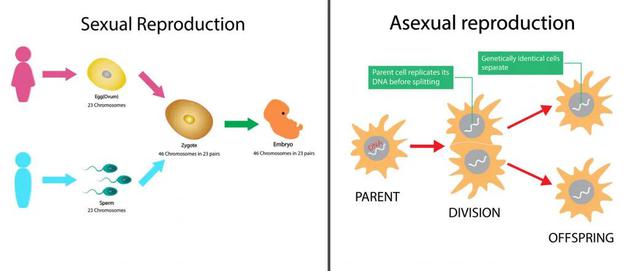 Sexual Reproduction
Egg(Ovum)
23 Chromosomes
Zygote
46 Chromosomes in 23 pairs
Embryo
46 Chromosomes in 23 pairs
Sperm
23 Chromosomes
Asexual reproduction
Parent cell replicates its
DNA before splitting
Genetically identical cells
separate
DNA
PARENT
DIVISION
OFFSPRING